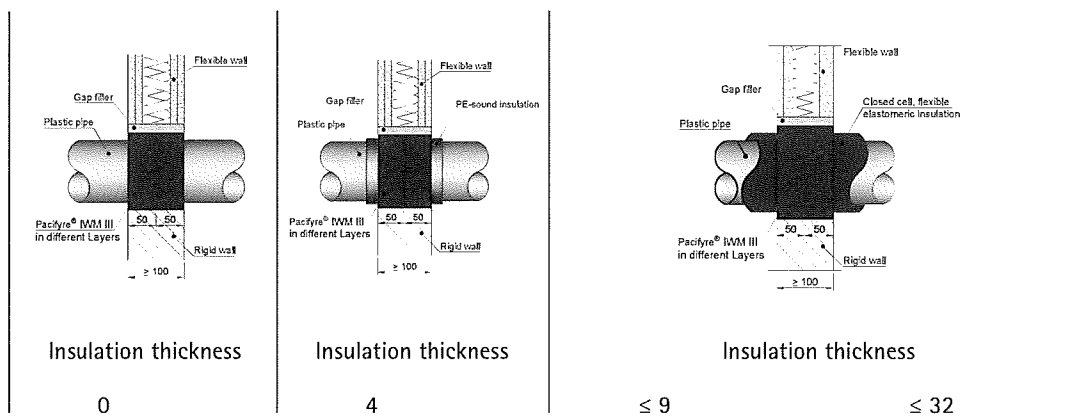 Flexible wall
Gap filler
Plastic pipe
50 50
Pacifyre® IWM III
in different Layers
Rigid wall
≥ 100
Insulation thickness
0
Flexible wall
Gap filler
PE-sound insulation
Plastic pipe
50 50
Pacifyre® IWM III
in different Layers
Rigid wall
≥ 100
Insulation thickness
4
Flexible wall
Gap filler
Closed cell, flexible
elastomeric insulation
Plastic pipe
50 50
Pacifyre® IWM III
in different Layers
Rigid wall
≥ 100
Insulation thickness
≤ 9 ≤ 32